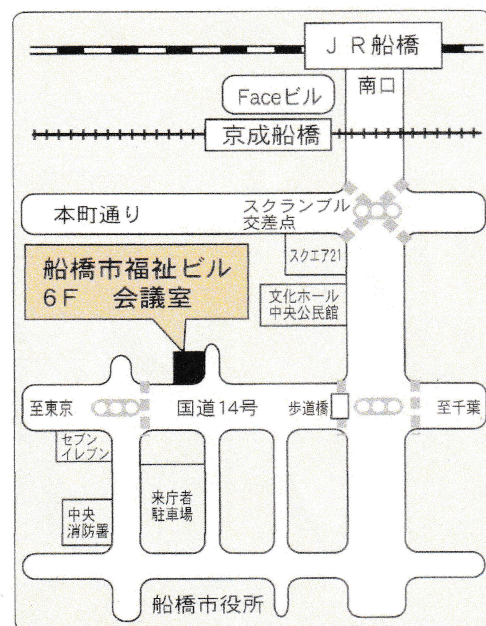 ＪＲ船橋
南口
Faceビル
京成船橋
本町通り
スクランブル
交差点
スクエア21
船橋市福祉ビル
６Ｆ　会議室
文化ホール
中央公民館
至東京
国道14号
歩道橋
至千葉
セブン
イレブン
来庁者
駐車場
中央
消防署
船橋市役所